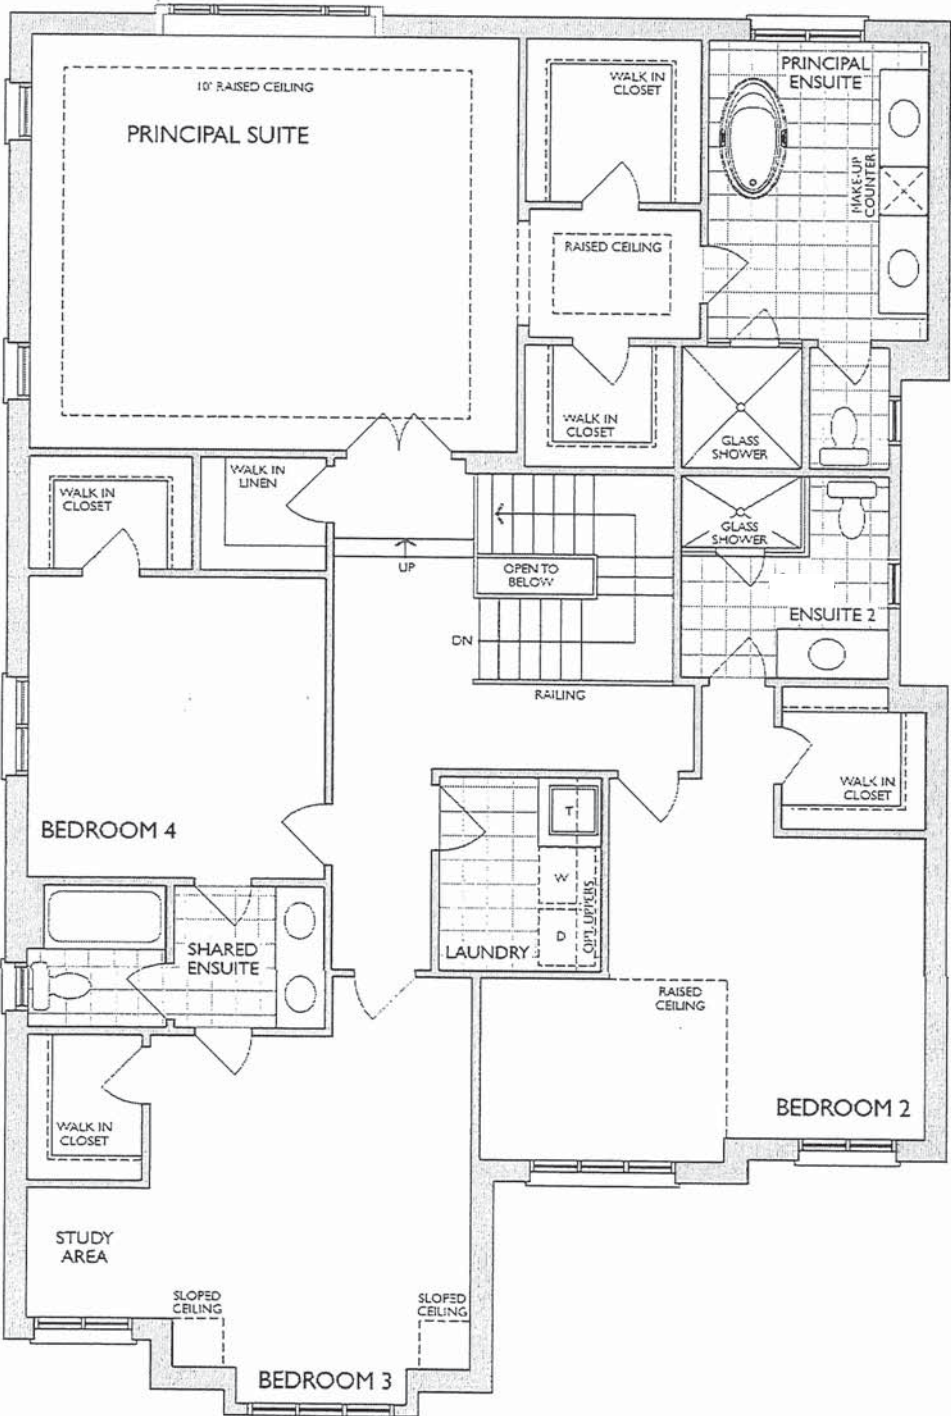 10' RAISED CEILING
PRINCIPAL SUITE
WALK IN
CLOSET
PRINCIPAL
ENSUITE
MAKE-UP
COUNTER
RAISED CEILING
WALK IN
CLOSET
GLASS
SHOWER
WALK IN
CLOSET
WALK IN
LINEN
UP
OPEN TO
BELOW
DN
RAILING
GLASS
SHOWER
ENSUITE 2
WALK IN
CLOSET
BEDROOM 4
T
W
D
OPT. UPPERS
LAUNDRY
SHARED
ENSUITE
RAISED
CEILING
BEDROOM 2
WALK IN
CLOSET
STUDY
AREA
SLOPED
CEILING
SLOPED
CEILING
BEDROOM 3